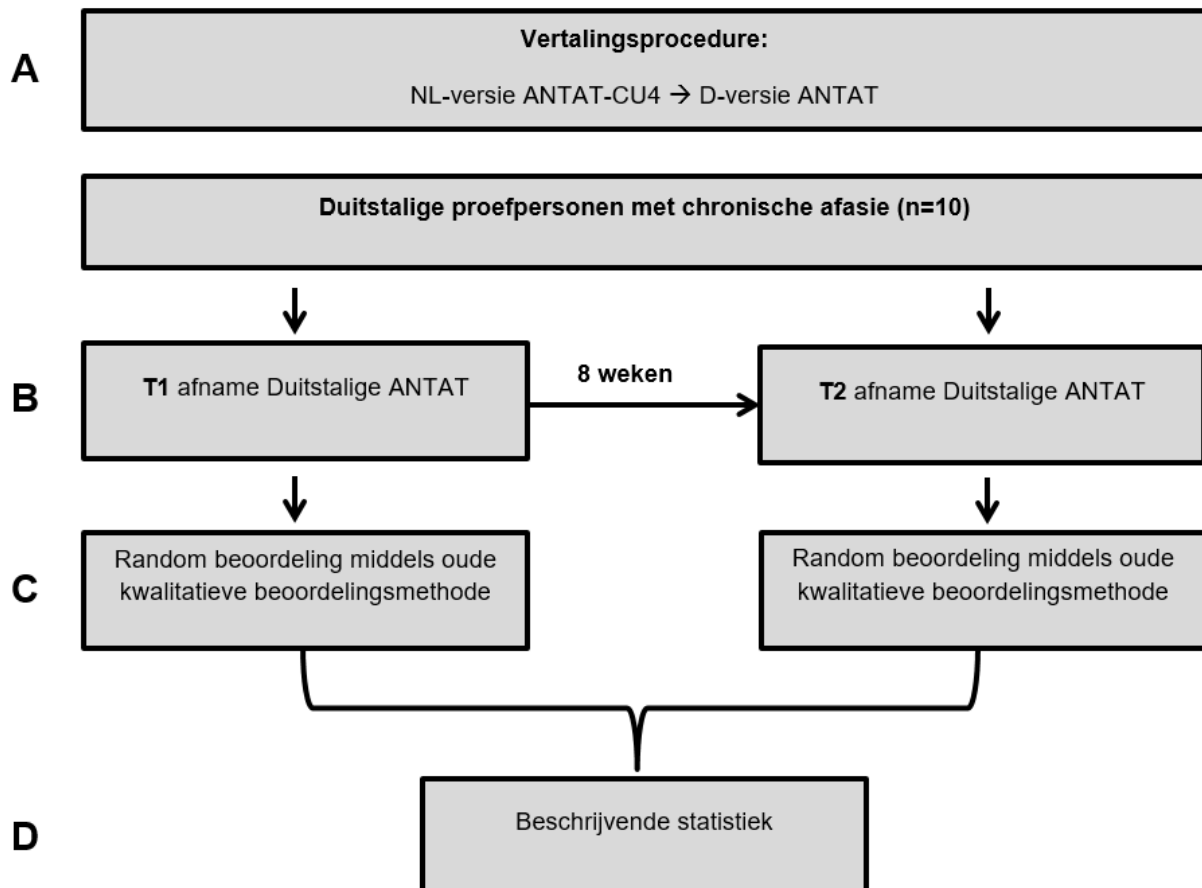 A
Vertalingsprocedure:
NL-versie ANTAT-CU4 → D-versie ANTAT
Duitstalige proefpersonen met chronische afasie (n=10)
B
T1 afname Duitstalige ANTAT
8 weken
T2 afname Duitstalige ANTAT
C
Random beoordeling middels oude
kwalitatieve beoordelingsmethode
Random beoordeling middels oude
kwalitatieve beoordelingsmethode
D
Beschrijvende statistiek